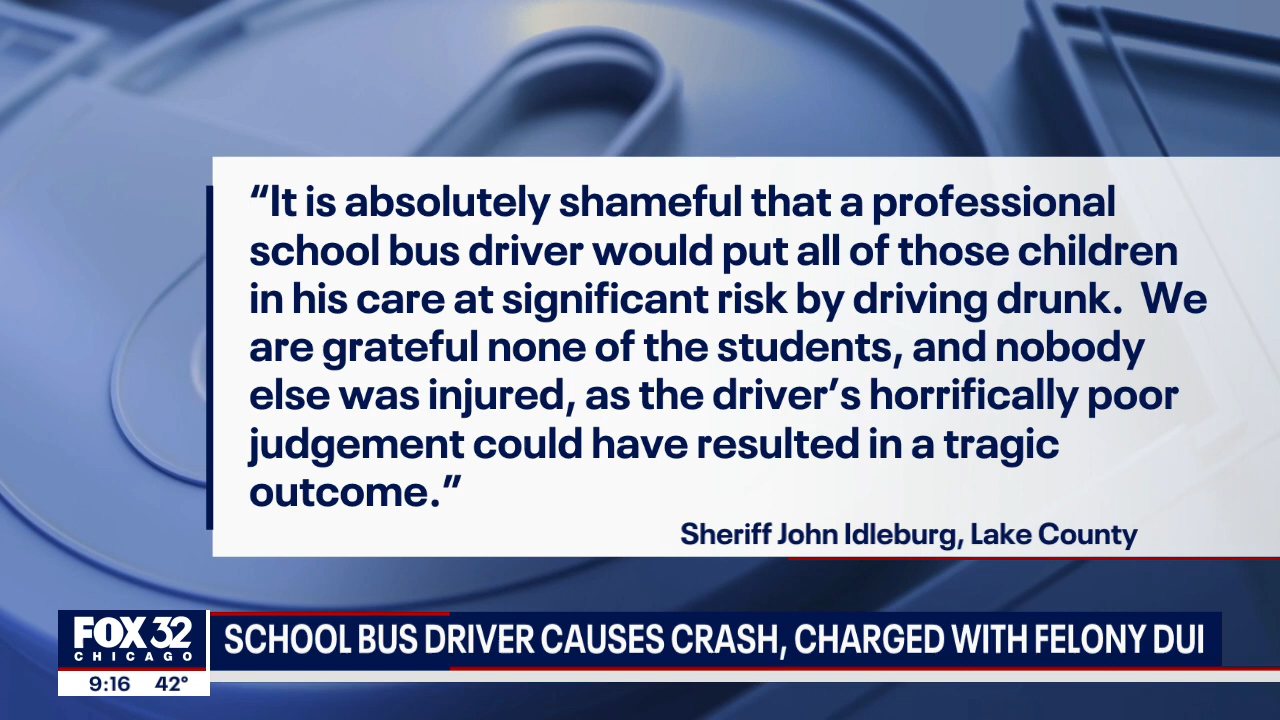 “It is absolutely shameful that a professional
school bus driver would put all of those children
in his care at significant risk by driving drunk.  We
are grateful none of the students, and nobody
else was injured, as the driver’s horrifically poor
judgement could have resulted in a tragic
outcome.”
Sheriff John Idleburg, Lake County
FOX 32
CHICAGO
SCHOOL BUS DRIVER CAUSES CRASH, CHARGED WITH FELONY DUI
9:16 42°